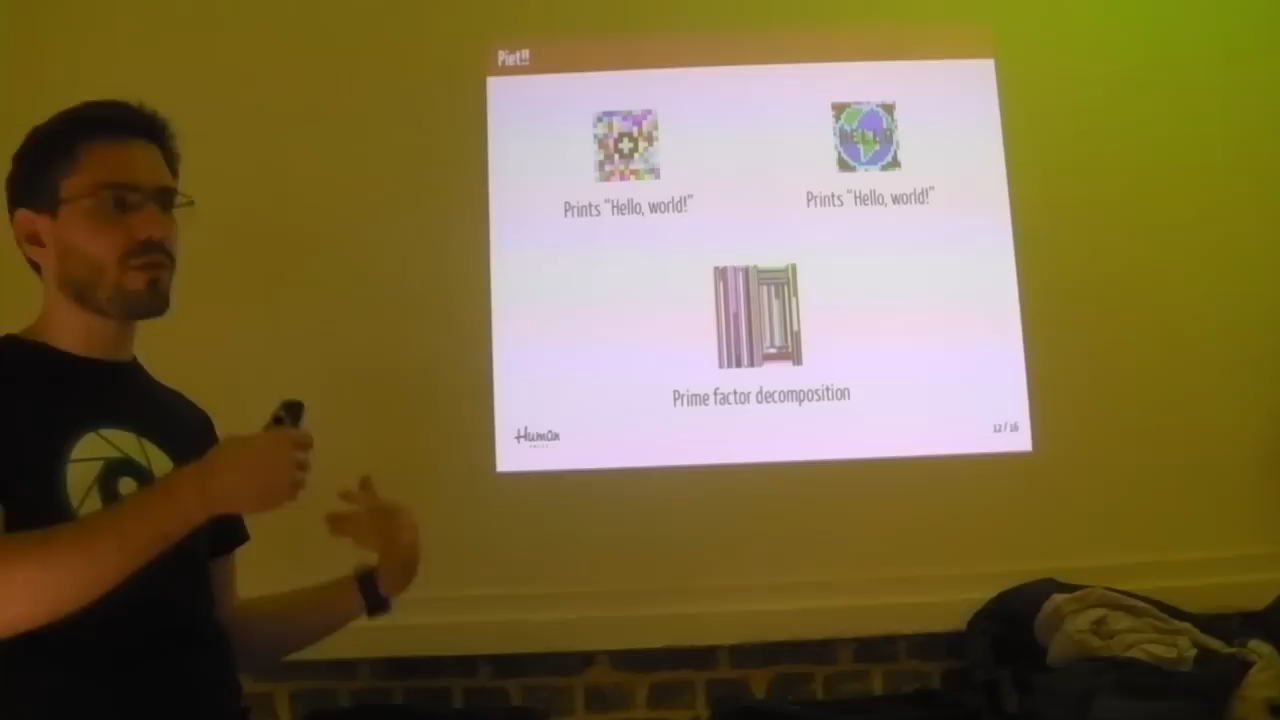 Piet!!
Prints “Hello, world!”
Prints “Hello, world!”
Prime factor decomposition
Human
12 / 16